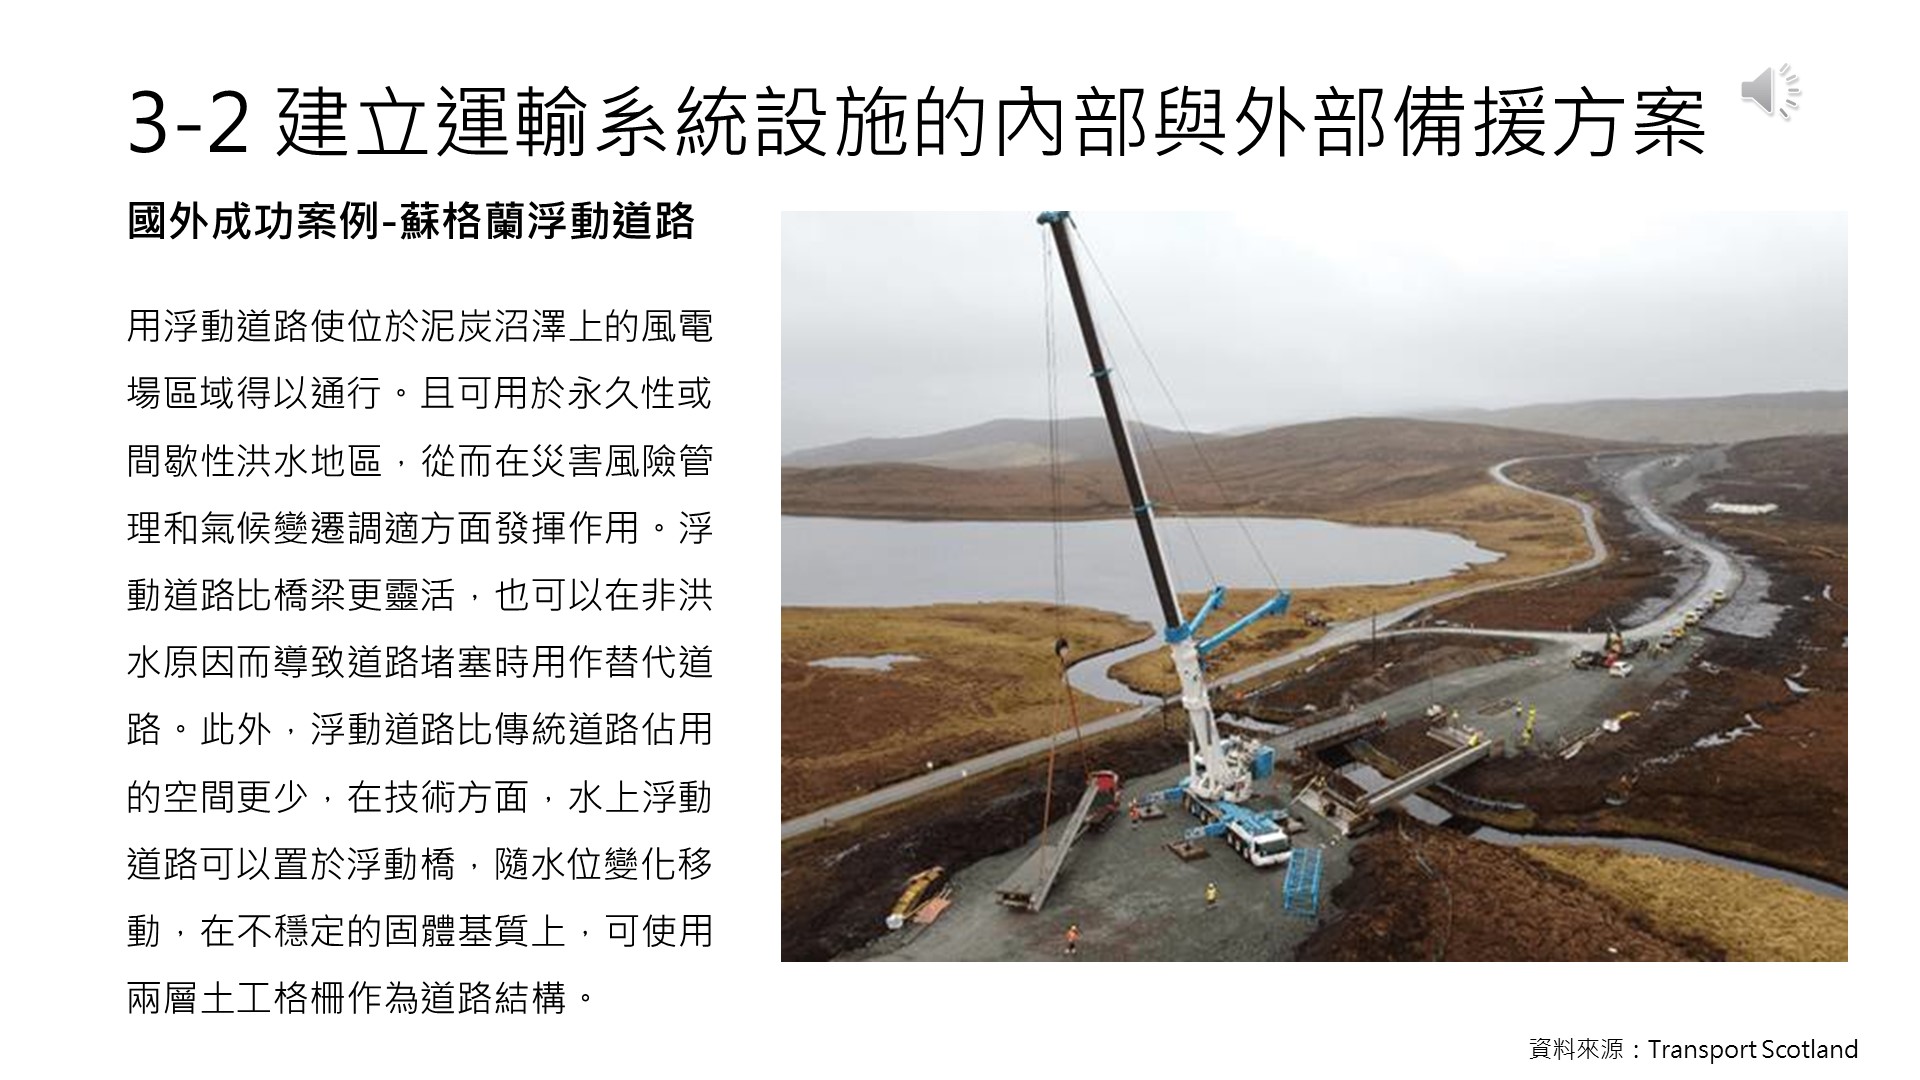 3-2 建立運輸系統設施的內部與外部備援方案
國外成功案例-蘇格蘭浮動道路
用浮動道路使位於泥炭沼澤上的風電
場區域得以通行。且可用於永久性或
間歇性洪水地區，從而在災害風險管
理和氣候變遷調適方面發揮作用。浮
動道路比橋梁更靈活，也可以在非洪
水原因而導致道路堵塞時用作替代道
路。此外，浮動道路比傳統道路佔用
的空間更少，在技術方面，水上浮動
道路可以置於浮動橋，隨水位變化移
動，在不穩定的固體基質上，可使用
兩層土工格柵作為道路結構。
資料來源：Transport Scotland